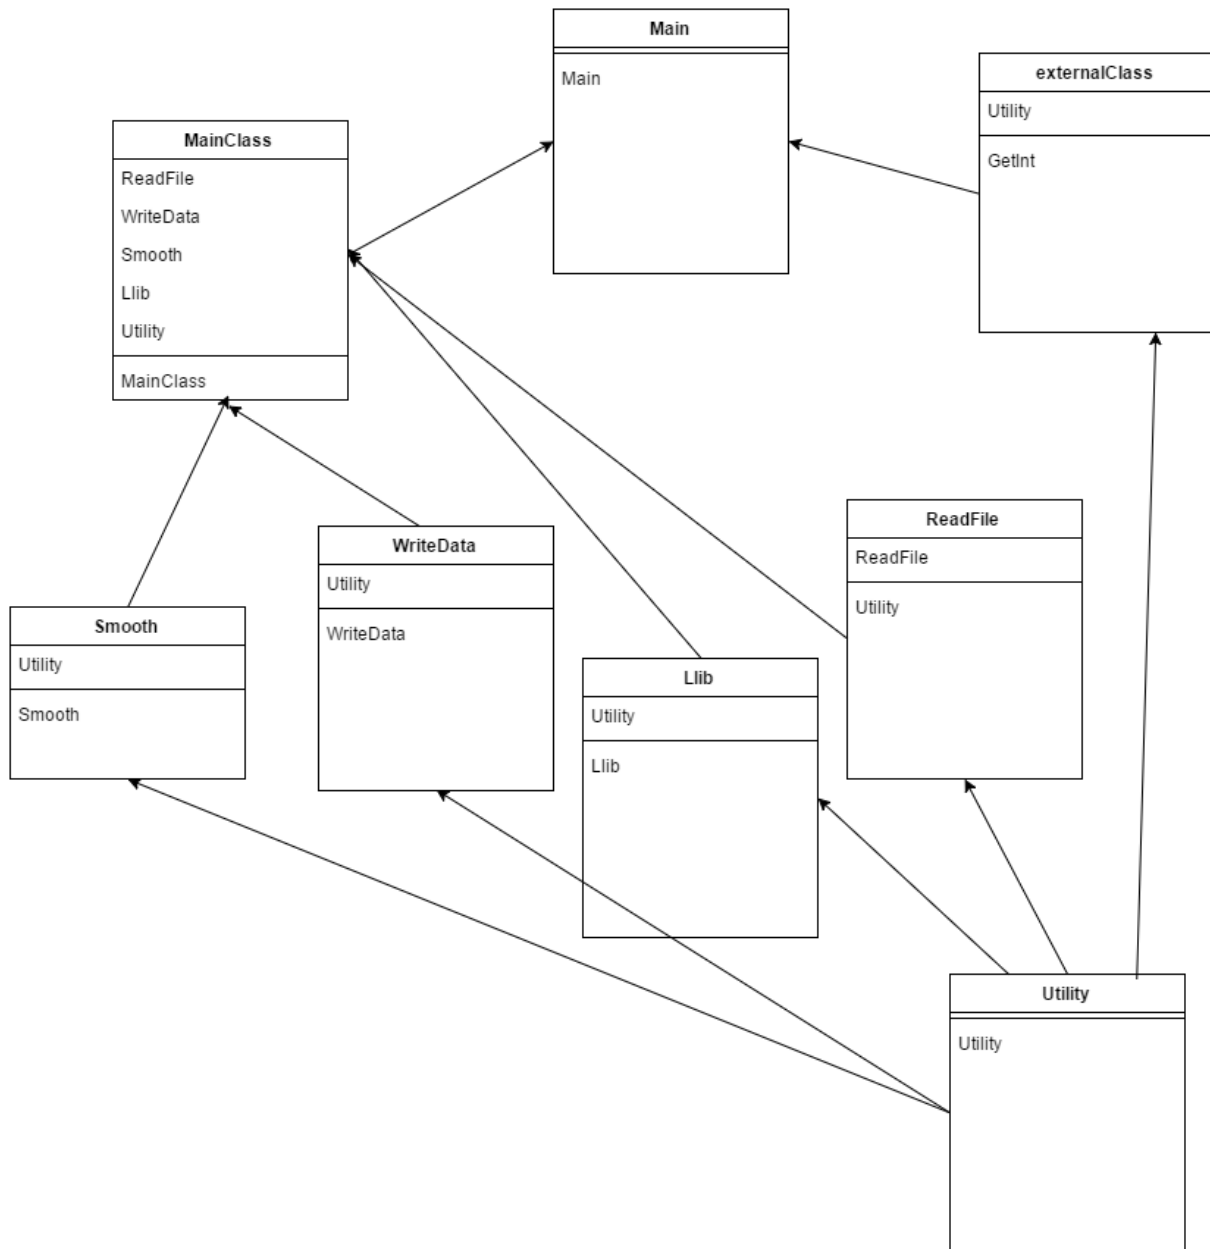 Main
Main
externalClass
Utility
GetInt
MainClass
ReadFile
WriteData
Smooth
Llib
Utility
MainClass
ReadFile
ReadFile
Utility
WriteData
Utility
WriteData
Smooth
Utility
Smooth
Llib
Utility
Llib
Utility
Utility